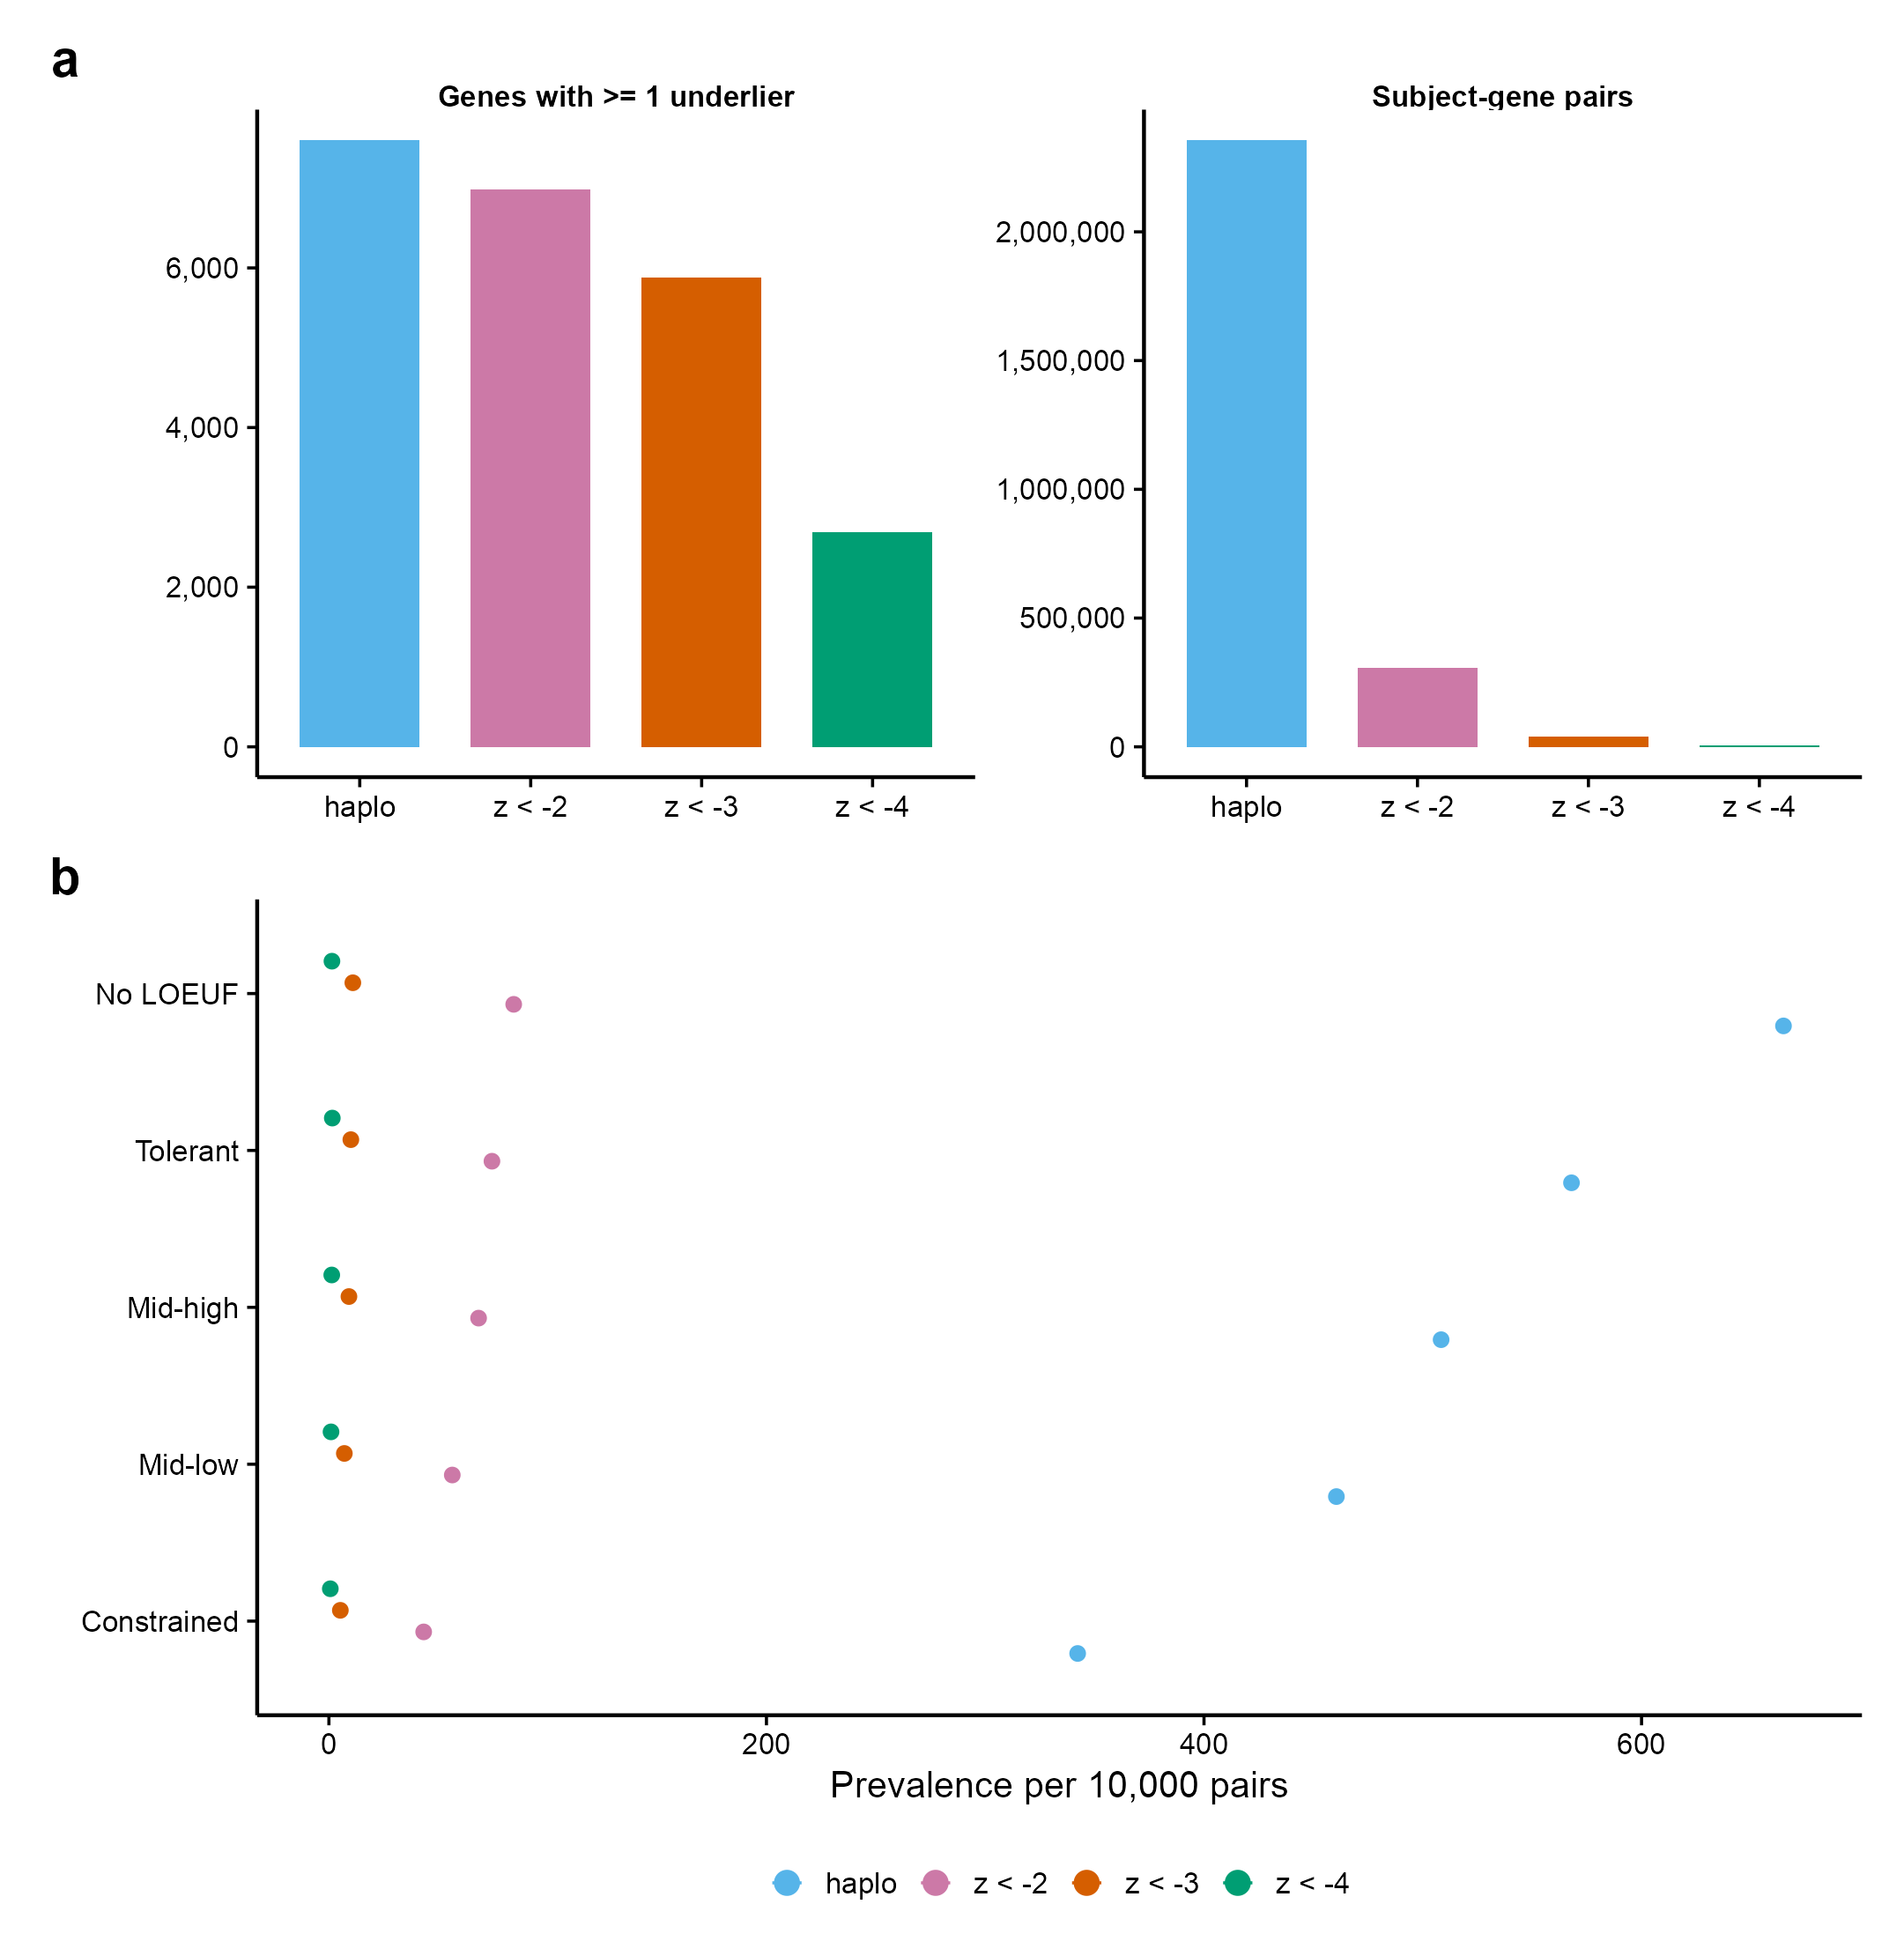 a
Genes with >= 1 underlier
6,000
4,000
2,000
0
haplo z < -2 z < -3 z < -4
Subject-gene pairs
2,000,000
1,500,000
1,000,000
500,000
0
haplo z < -2 z < -3 z < -4
b
No LOEUF
Tolerant
Mid-high
Mid-low
Constrained
0 200 400 600
Prevalence per 10,000 pairs
haplo z < -2 z < -3 z < -4